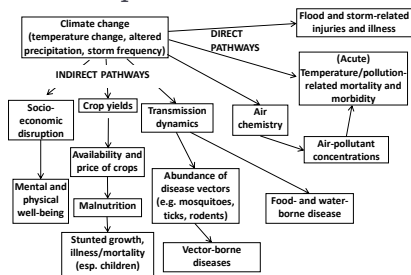 Climate change
(temperature change, altered
precipitation, storm frequency)
Flood and storm-related
injuries and illness
DIRECT
PATHWAYS
(Acute)
Temperature/pollution-
related mortality and
morbidity
INDIRECT PATHWAYS
Socio-
economic
disruption
Crop yields
Transmission
dynamics
Air
chemistry
Air-pollutant
concentrations
Availability and
price of crops
Mental and
physical
well-being
Malnutrition
Abundance of
disease vectors
(e.g. mosquitoes,
ticks, rodents)
Food- and water-
borne disease
Stunted growth,
illness/mortality
(esp. children)
Vector-borne
diseases